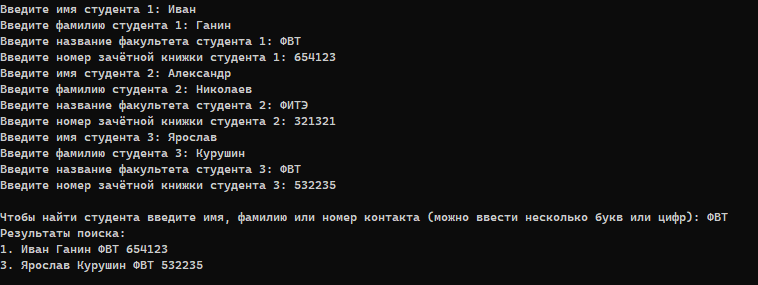 Введите имя студента 1: Иван
Введите фамилию студента 1: Ганин
Введите название факультета студента 1: ФВТ
Введите номер зачётной книжки студента 1: 654123
Введите имя студента 2: Александр
Введите фамилию студента 2: Николаев
Введите название факультета студента 2: ФИТЭ
Введите номер зачётной книжки студента 2: 321321
Введите имя студента 3: Ярослав
Введите фамилию студента 3: Курушин
Введите название факультета студента 3: ФВТ
Введите номер зачётной книжки студента 3: 532235
Чтобы найти студента введите имя, фамилию или номер контакта (можно ввести несколько букв или цифр): ФВТ
Результаты поиска:
1. Иван Ганин ФВТ 654123
3. Ярослав Курушин ФВТ 532235